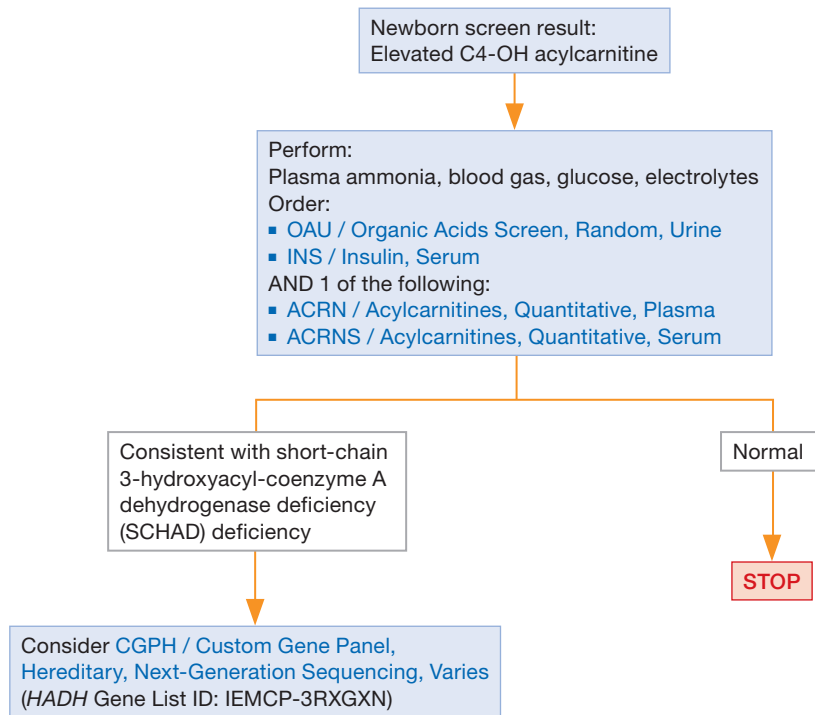 Newborn screen result:
Elevated C4-OH acylcarnitine
Perform:
Plasma ammonia, blood gas, glucose, electrolytes
Order:
▪ OAU / Organic Acids Screen, Random, Urine
▪ INS / Insulin, Serum
AND 1 of the following:
▪ ACRN / Acylcarnitines, Quantitative, Plasma
▪ ACRNS / Acylcarnitines, Quantitative, Serum
Consistent with short-chain
3-hydroxyacyl-coenzyme A
dehydrogenase deficiency
(SCHAD) deficiency
Normal
STOP
Consider CGPH / Custom Gene Panel,
Hereditary, Next-Generation Sequencing, Varies
(HADH Gene List ID: IEMCP-3RXGXN)